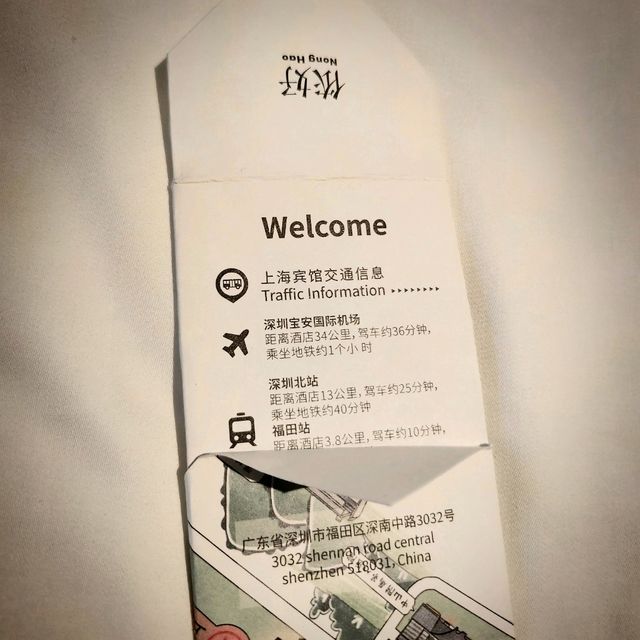 Nong Hao
侬好
Welcome
上海宾馆交通信息
Traffic Information
深圳宝安国际机场
距离酒店34公里,驾车约36分钟,
乘坐地铁约1个小 时
深圳北站
距离酒店13公里,驾车约25分钟,
乘坐地铁约40分钟
福田站
距离酒店3.8公里,驾车约10分钟,
广东省深圳市福田区深南中路3032号
3032 shennan road central
shenzhen 518031, China